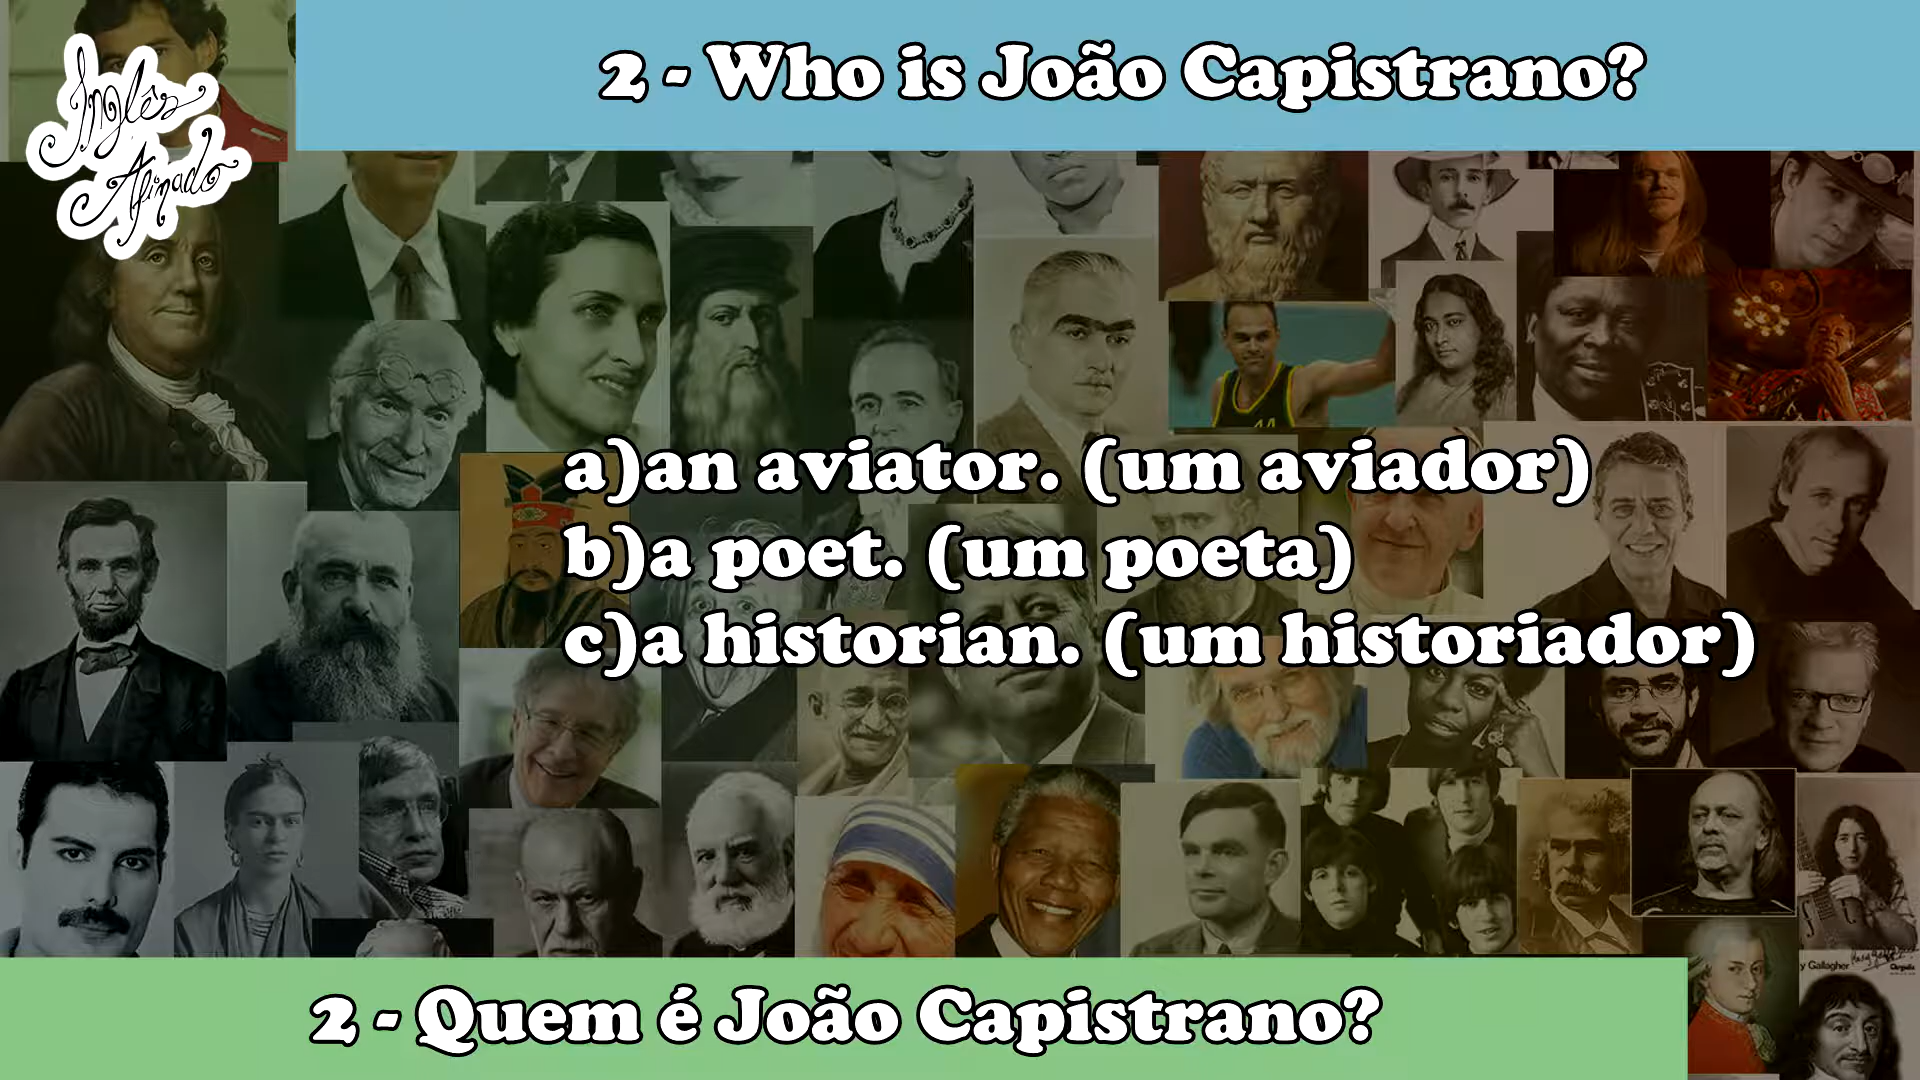 Inglês
Afinado
2 - Who is João Capistrano?
a)an aviator. (um aviador)
b)a poet. (um poeta)
c)a historian. (um historiador)
y Gallagher
2 - Quem é João Capistrano?